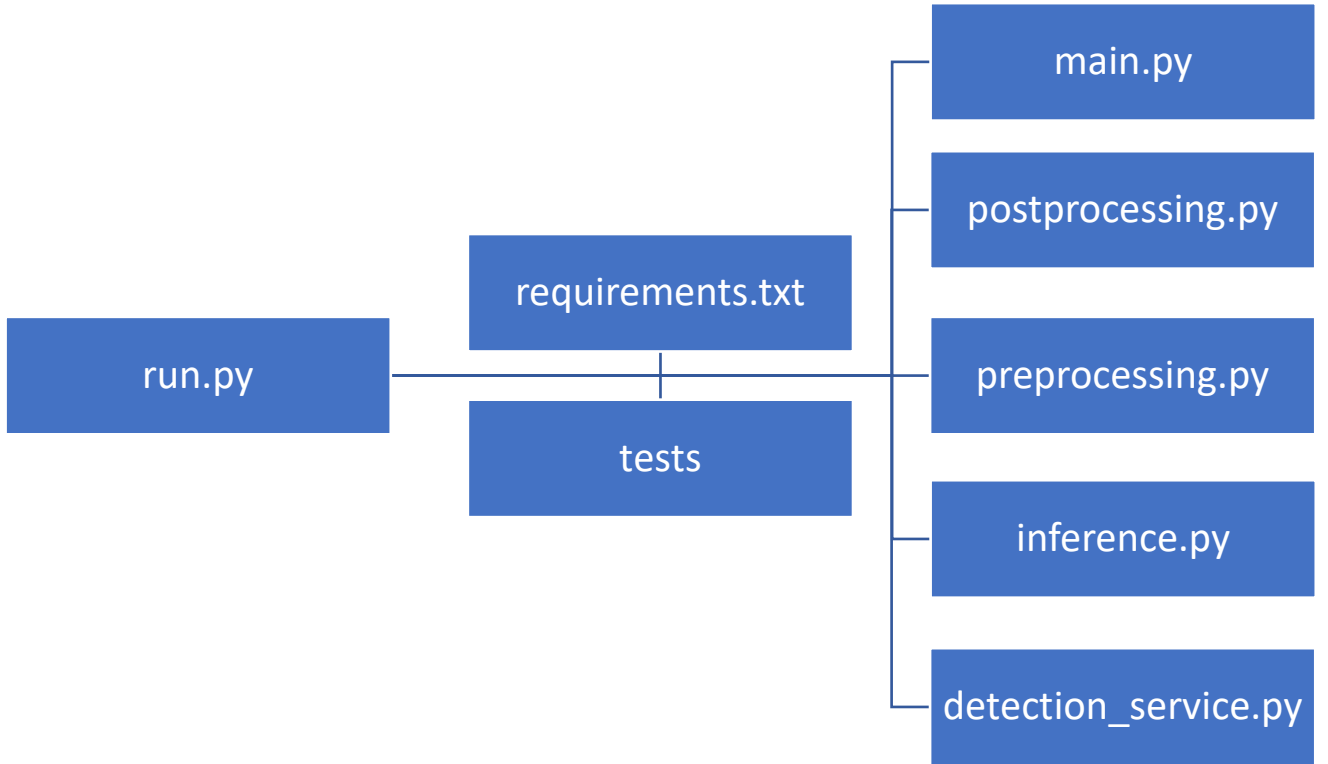 run.py
requirements.txt
tests
main.py
postprocessing.py
preprocessing.py
inference.py
detection_service.py